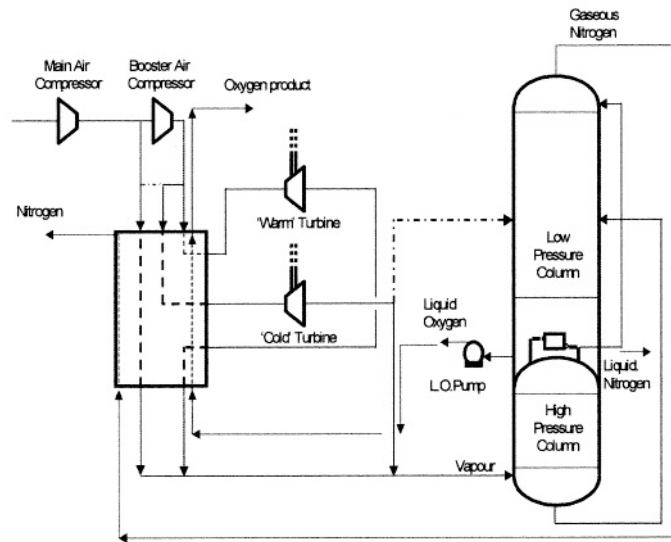 Gaseous
Nitrogen
Main Air
Compressor
Booster Air
Compressor
Oxygen product
Nitrogen
'Warm' Turbine
Low
Pressure
Column
'Cold' Turbine
Liquid
Oxygen
L.O.Pump
Liquid.
Nitrogen
High
Pressure
Column
Vapour